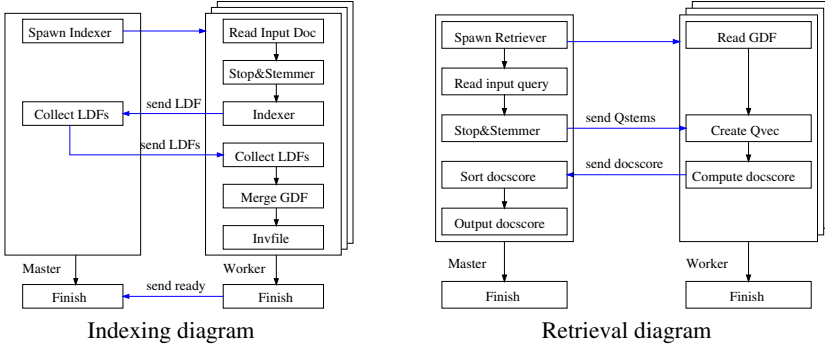 Spawn Indexer
Read Input Doc
Stop&Stemmer
send LDF
Collect LDFs
Indexer
send LDFs
Collect LDFs
Merge GDF
Invfile
Master
Worker
send ready
Finish
Finish
Indexing diagram
Spawn Retriever
Read GDF
Read input query
send Qstems
Stop&Stemmer
Create Qvec
send docscore
Sort docscore
Compute docscore
Output docscore
Master
Worker
Finish
Finish
Retrieval diagram